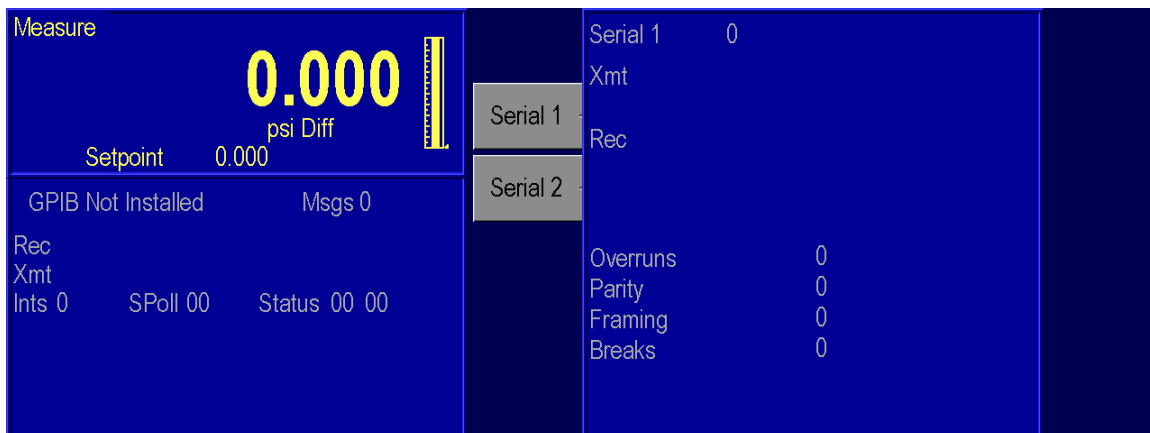 Measure
0.000
psi Diff
Setpoint 0.000
GPIB Not Installed Msgs 0
Rec
Xmt
Ints 0 SPoll 00 Status 00 00
Serial 1
Serial 2
Serial 1 0
Xmt
Rec
Overruns 0
Parity 0
Framing 0
Breaks 0